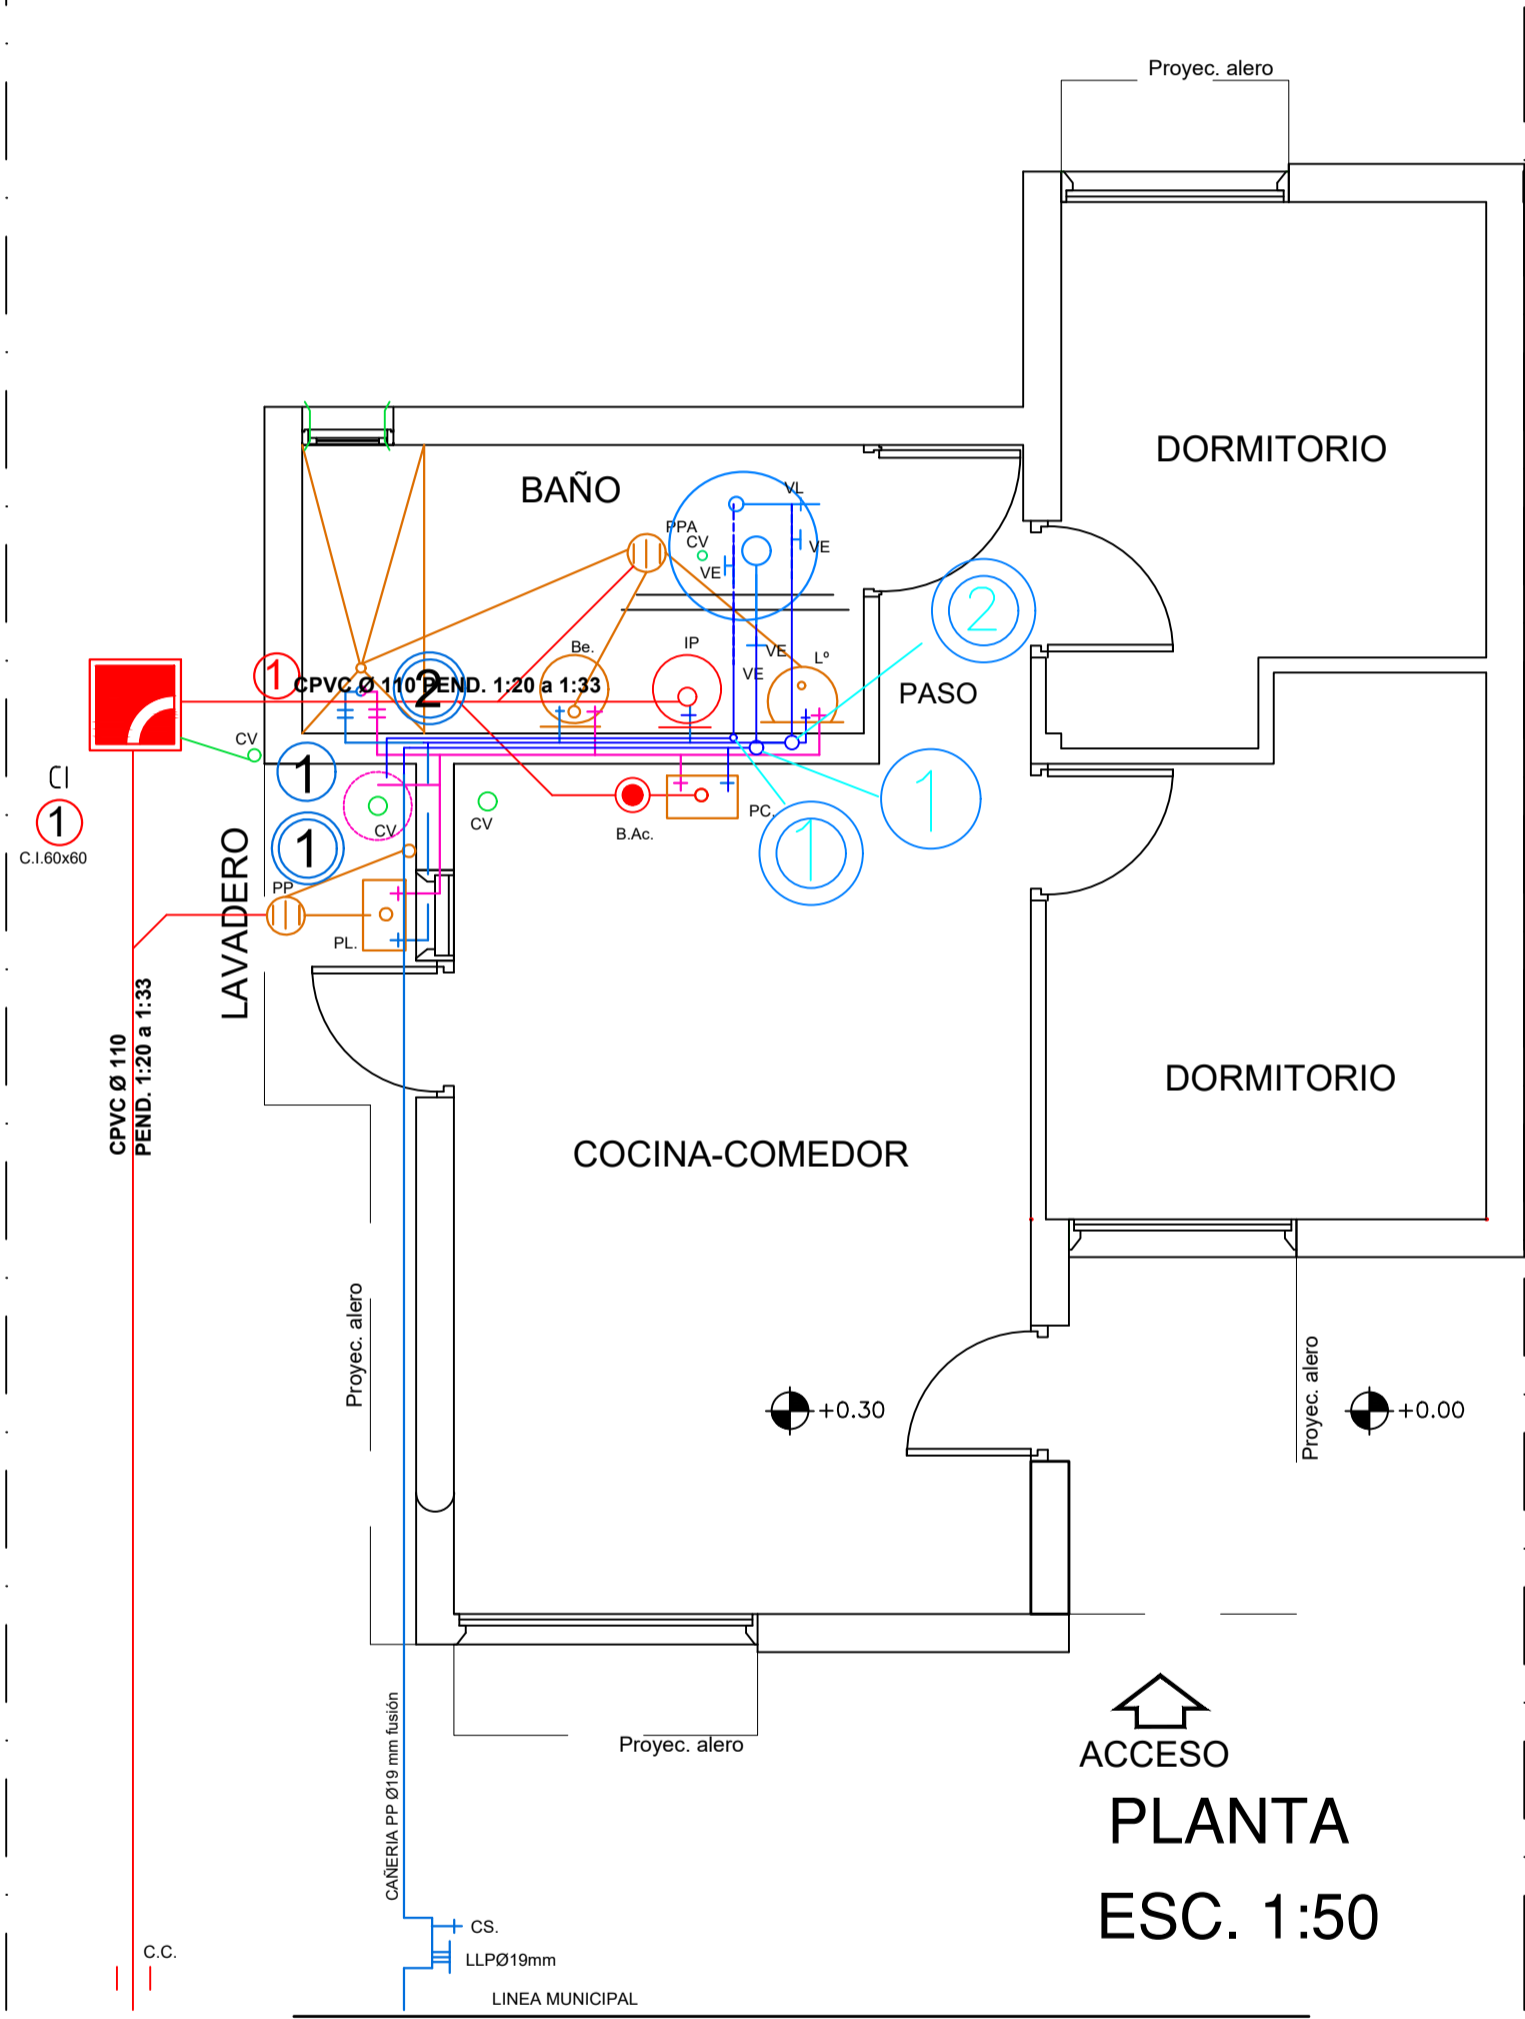 Proyec. alero
DORMITORIO
BAÑO
VL
PPA
CV
VE
VE
2
Be.
IP
VE
VE
Lº
1
CPVC Ø 110 PEND. 1:20 a 1:33
2
PASO
CV
CI
1
1
C.I.60x60
1
CV
CV
B.Ac.
PC.
1
1
LAVADERO
PP
PL.
CPVC Ø 110
PEND. 1:20 a 1:33
DORMITORIO
COCINA-COMEDOR
Proyec. alero
+0.30
Proyec. alero
+0.00
CAÑERIA PP Ø19 mm fusión
Proyec. alero
ACCESO
PLANTA
ESC. 1:50
CS.
C.C.
LLPØ19mm
LINEA MUNICIPAL